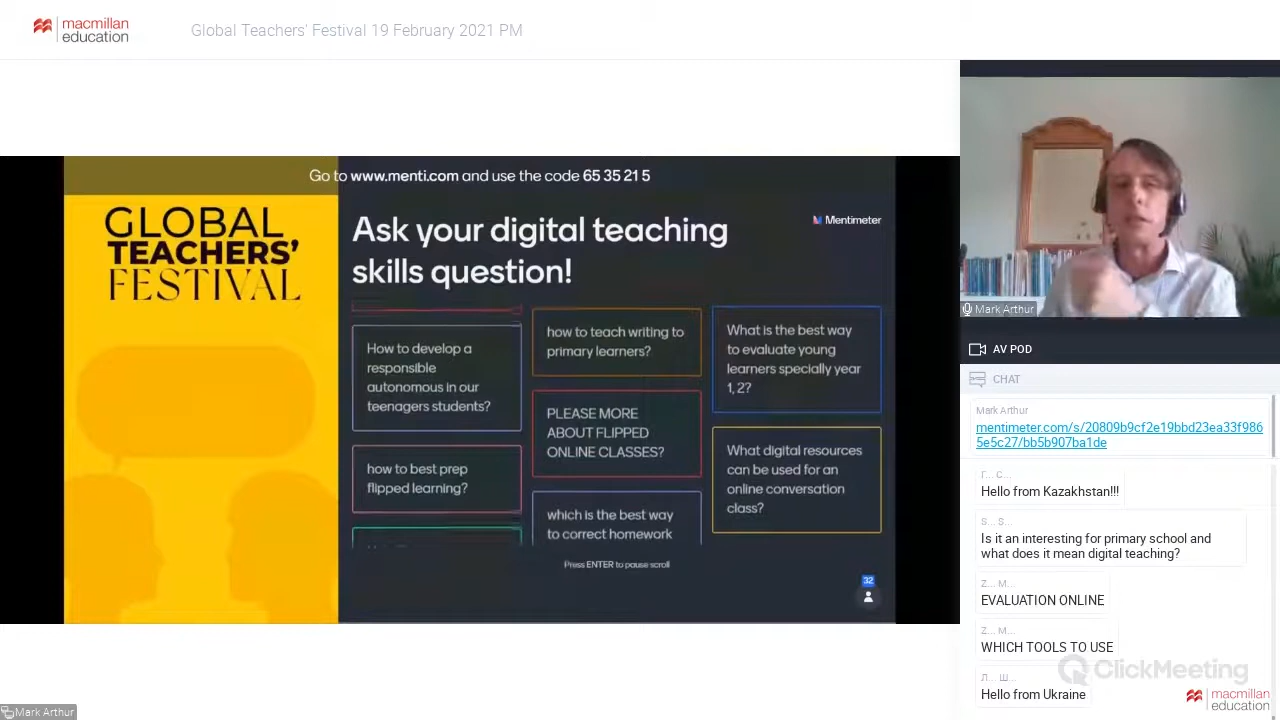 macmillan
education
Global Teachers' Festival 19 February 2021 PM
Go to www.menti.com and use the code 65 35 21 5
GLOBAL
TEACHERS'
FESTIVAL
Ask your digital teaching
skills question!
Mentimeter
How to develop a
responsible
autonomous in our
teenagers students?
how to best prep
flipped learning?
how to teach writing to
primary learners?
PLEASE MORE
ABOUT FLIPPED
ONLINE CLASSES?
which is the best way
to correct homework
What is the best way
to evaluate young
learners specially year
1, 2?
What digital resources
can be used for an
online conversation
class?
Press ENTER to pause scroll
32
Mark Arthur
Mark Arthur
AV POD
CHAT
Mark Arthur
mentimeter.com/s/20809b9cf2e19bbd23ea33f986
5e5c27/bb5b907ba1de
Г... С...
Hello from Kazakhstan!!!
S... S...
Is it an interesting for primary school and
what does it mean digital teaching?
Z... M...
EVALUATION ONLINE
Z... M...
WHICH TOOLS TO USE
Л... Ш...
Hello from Ukraine
ClickMeeting
macmillan
education